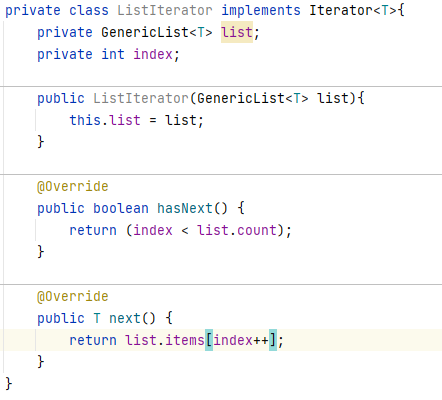 private class ListIterator implements Iterator<T>{
    private GenericList<T> list;
    private int index;
    public ListIterator(GenericList<T> list){
        this.list = list;
    }
    @Override
    public boolean hasNext() {
        return (index < list.count);
    }
    @Override
    public T next() {
        return list.items[index++];
    }
}